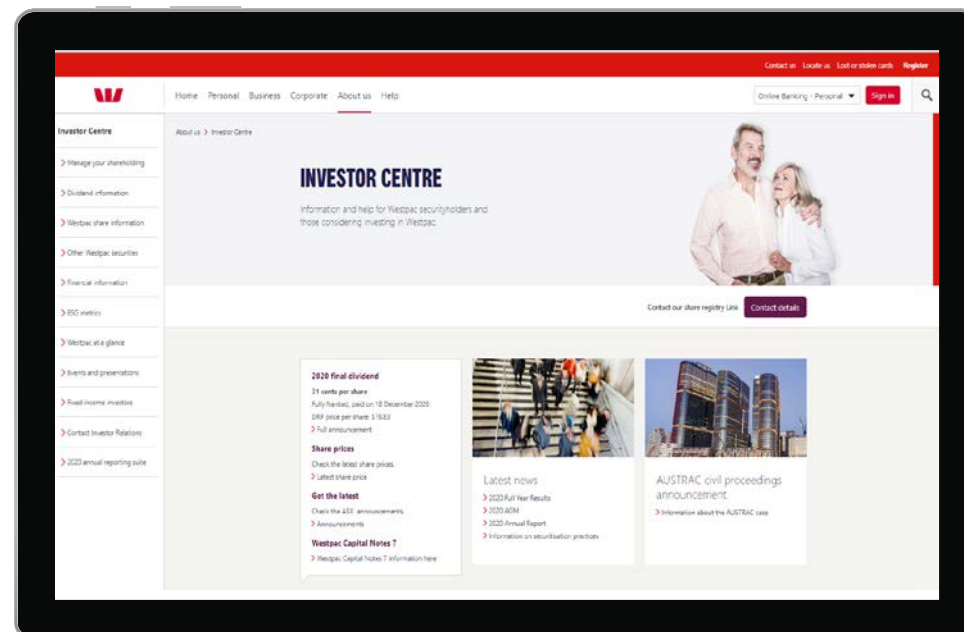 Contact us Locate us Lost or stolen cards Register
Home Personal Business Corporate About us Help
Online Banking - Personal
Sign in
Investor Centre
Manage your shareholding
Dividend information
Westpac share information
Other Westpac securities
Financial information
ESG metrics
Westpac at a glance
Events and presentations
Fixed income investors
Contact Investor Relations
2020 annual reporting suite
About us > Investor Centre
INVESTOR CENTRE
Information and help for Westpac securityholders and
those considering investing in Westpac
Contact our share registry Link
Contact details
2020 final dividend
31 cents per share
Fully franked, paid on 18 December 2020
DRP price per share: $19.83
Full announcement
Share prices
Check the latest share prices.
Latest share price
Get the latest
Check the ASX announcements.
Announcements
Westpac Capital Notes 7
Westpac Capital Notes 7 information here
Latest news
2020 Full Year Results
2020 AGM
2020 Annual Report
Information on securitisation practices
AUSTRAC civil proceedings
announcement
Information about the AUSTRAC case